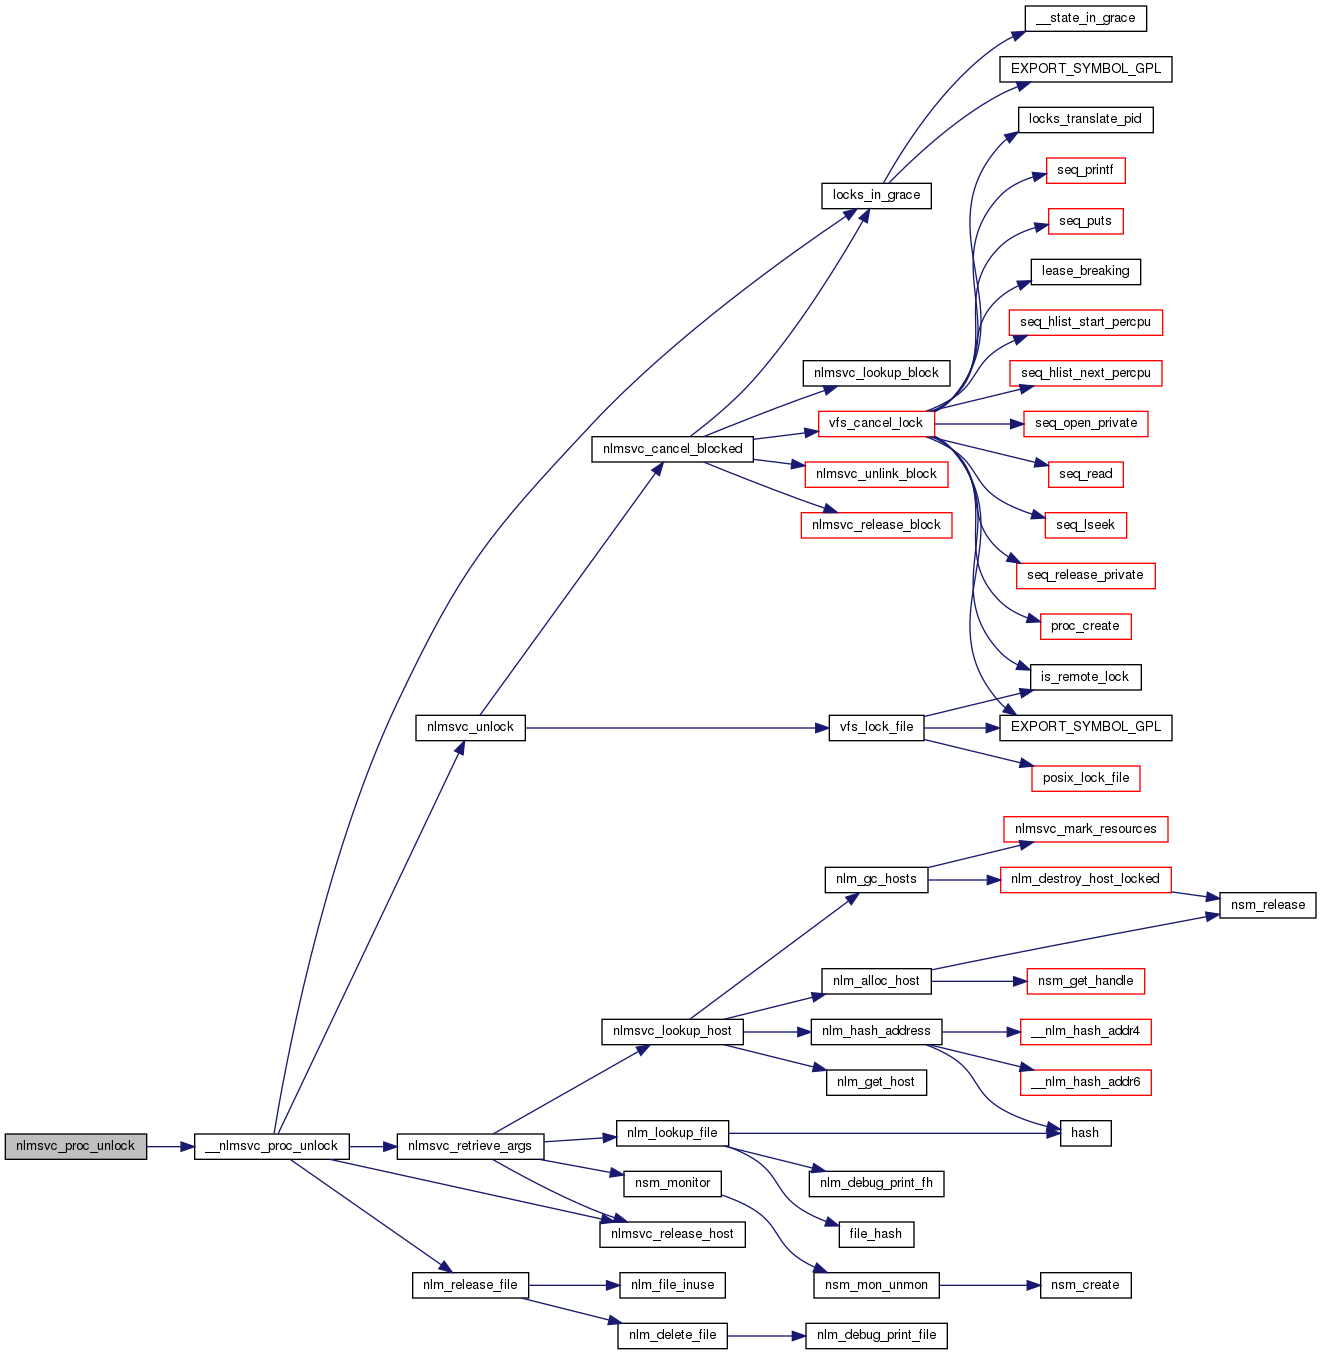 __state_in_grace
EXPORT_SYMBOL_GPL
locks_translate_pid
seq_printf
locks_in_grace
seq_puts
lease_breaking
seq_hlist_start_percpu
nlmsvc_lookup_block
seq_hlist_next_percpu
vfs_cancel_lock
seq_open_private
nlmsvc_cancel_blocked
nlmsvc_unlink_block
seq_read
nlmsvc_release_block
seq_lseek
seq_release_private
proc_create
is_remote_lock
nlmsvc_unlock
vfs_lock_file
EXPORT_SYMBOL_GPL
posix_lock_file
nlmsvc_mark_resources
nlm_gc_hosts
nlm_destroy_host_locked
nsm_release
nlm_alloc_host
nsm_get_handle
nlmsvc_lookup_host
nlm_hash_address
__nlm_hash_addr4
nlm_get_host
__nlm_hash_addr6
nlm_lookup_file
hash
nlmsvc_proc_unlock
__nlmsvc_proc_unlock
nlmsvc_retrieve_args
nsm_monitor
nlm_debug_print_fh
nlmsvc_release_host
file_hash
nlm_release_file
nlm_file_inuse
nsm_mon_unmon
nsm_create
nlm_delete_file
nlm_debug_print_file